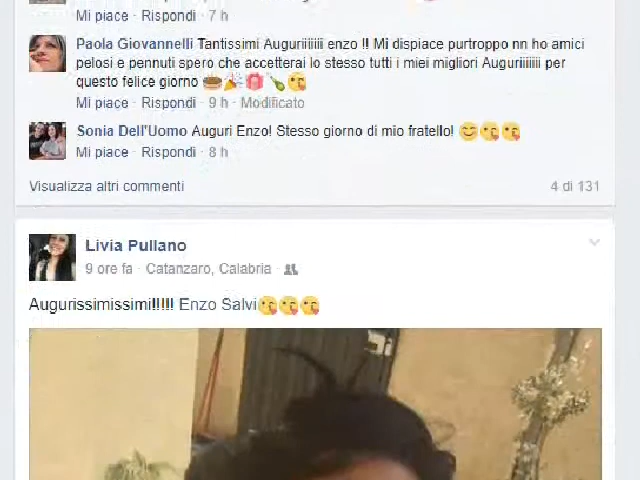 Mi piace · Rispondi · 7 h
Paola Giovannelli Tantissimi Auguriiiiiii enzo !! Mi dispiace purtroppo nn ho amici
pelosi e pennuti spero che accetterai lo stesso tutti i miei migliori Auguriiiiiii per
questo felice giorno
Mi piace · Rispondi · 9 h · Modificato
Sonia Dell'Uomo Auguri Enzo! Stesso giorno di mio fratello!
Mi piace · Rispondi · 8 h
Visualizza altri commenti
4 di 131
Livia Pullano
9 ore fa · Catanzaro, Calabria ·
Augurissimissimi!!!!! Enzo Salvi